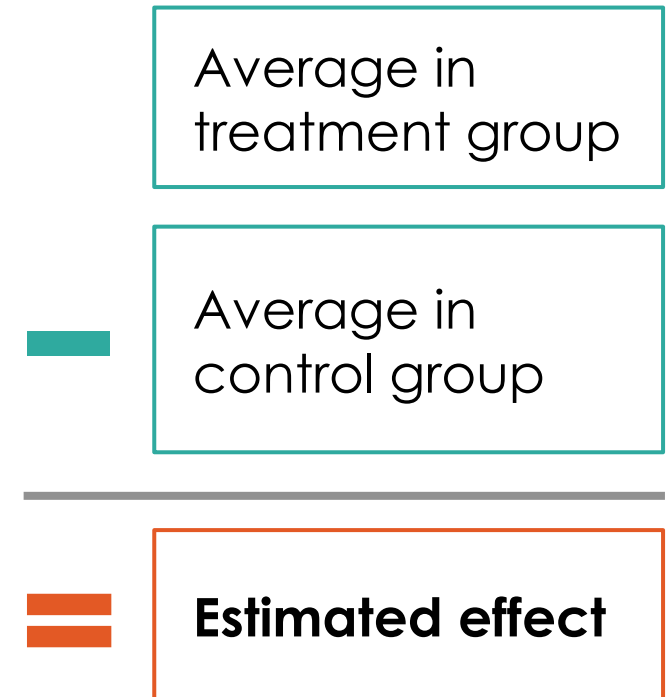 Average in
treatment group
Average in
control group
Estimated effect